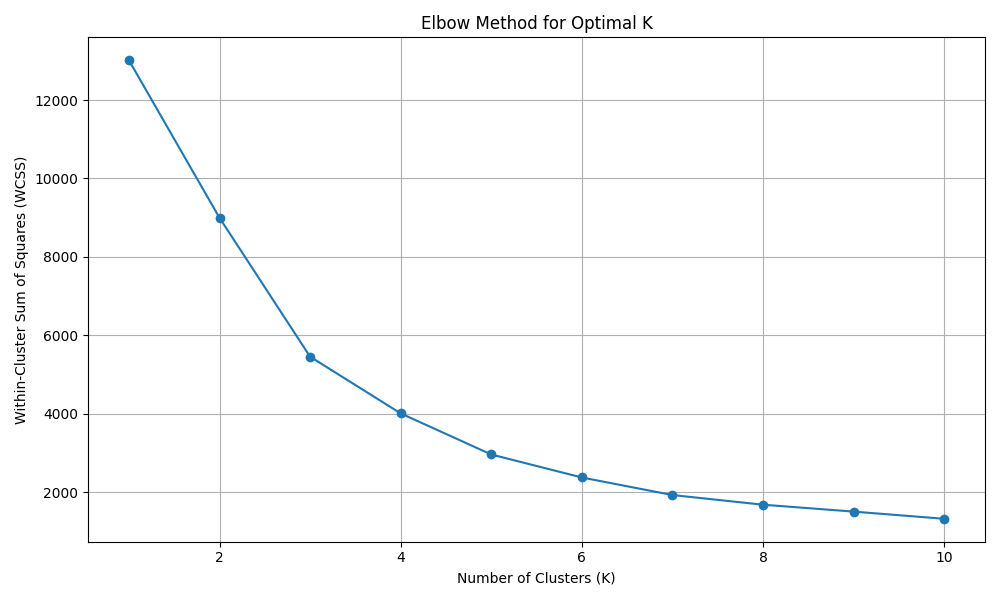 Elbow Method for Optimal K
Within-Cluster Sum of Squares (WCSS)
12000
10000
8000
6000
4000
2000
2 4 6 8 10
Number of Clusters (K)